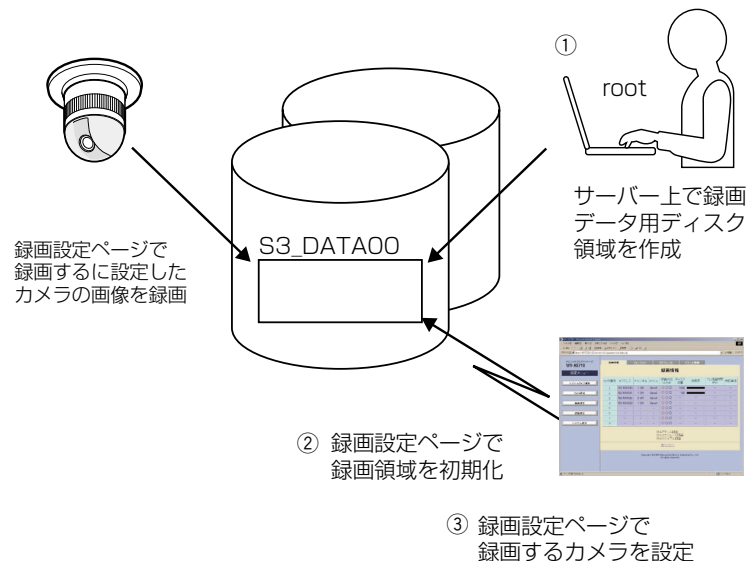 ①
root
サーバー上で録画
データ用ディスク
領域を作成
S3_DATA00
録画設定ページで
録画するに設定した
カメラの画像を録画
録画情報
② 録画設定ページで
録画領域を初期化
③ 録画設定ページで
録画するカメラを設定